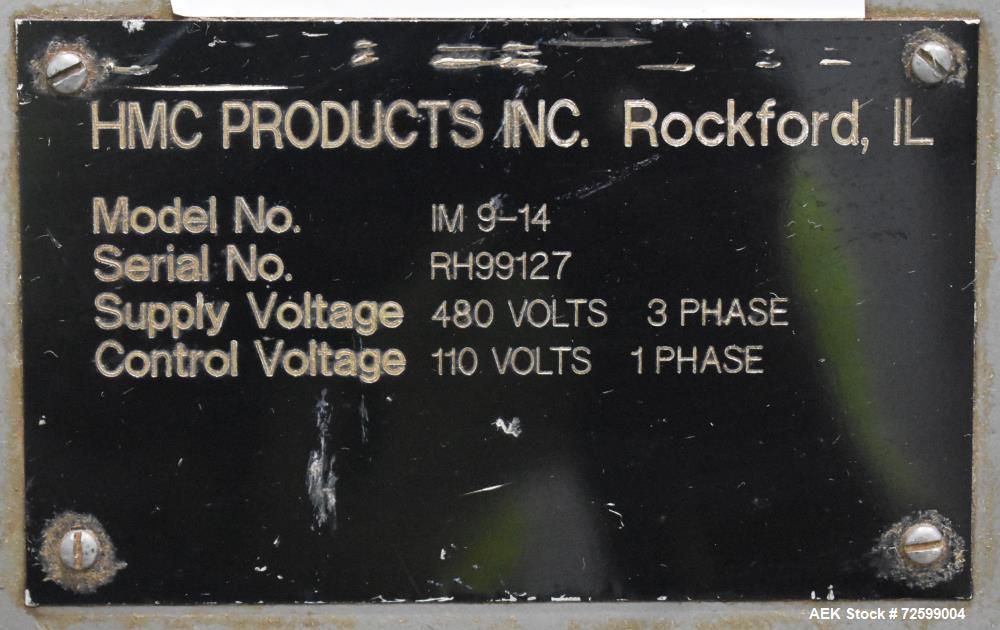 HMC PRODUCTS INC. Rockford, IL
Model No. IM 9-14
Serial No. RH99127
Supply Voltage 480 VOLTS 3 PHASE
Control Voltage 110 VOLTS 1 PHASE
AEK Stock # 72599004